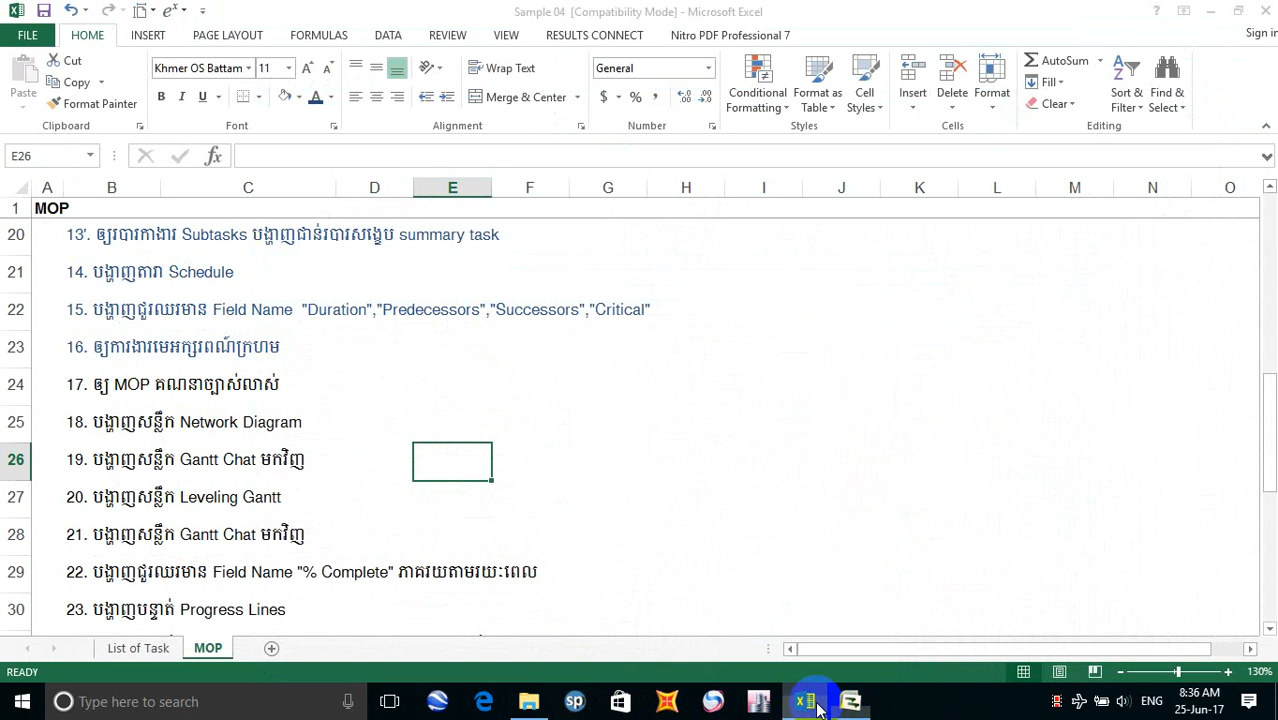 Sample 04 [Compatibility Mode] - Microsoft Excel
FILE HOME INSERT PAGE LAYOUT FORMULAS DATA REVIEW VIEW RESULTS CONNECT Nitro PDF Professional 7 Sign in
Paste Cut Copy Format Painter
Khmer OS Battam 11
B I U A
Wrap Text
Merge & Center
General
$ % ,
Conditional Formatting
Format as Table
Cell Styles
Insert Delete Format
AutoSum
Fill
Clear
Sort & Filter
Find & Select
Clipboard Font Alignment Number Styles Cells Editing
E26 fx
A B C D E F G H I J K L M N O
1 MOP
20 13'. ឲ្យរបារកាងារ Subtasks បង្ហាញជាន់របារសង្ខេប summary task
21 14. បង្ហាញតារា Schedule
22 15. បង្ហាញជួរឈរមាន Field Name "Duration","Predecessors","Successors","Critical"
23 16. ឲ្យការងារមេអក្សរពណ៍ក្រហម
24 17. ឲ្យ MOP គណនាច្បាស់លាស់
25 18. បង្ហាញសន្លឹក Network Diagram
26 19. បង្ហាញសន្លឹក Gantt Chat មកវិញ
27 20. បង្ហាញសន្លឹក Leveling Gantt
28 21. បង្ហាញសន្លឹក Gantt Chat មកវិញ
29 22. បង្ហាញជួរឈរមាន Field Name "% Complete" ភាគរយតាមរយៈពេល
30 23. បង្ហាញបន្ទាត់ Progress Lines
List of Task MOP
READY 130%
Type here to search
8:36 AM
25-Jun-17